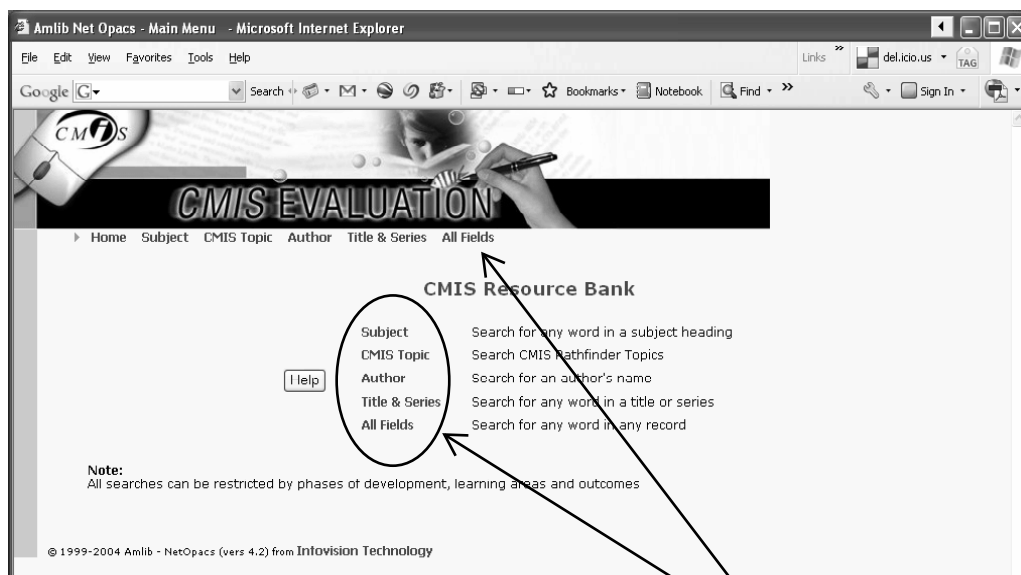 Amlib Net Opacs - Main Menu - Microsoft Internet Explorer
File Edit View Favorites Tools Help Links » del.icio.us TAG
Google G Search Bookmarks Notebook Find » Sign In
CMiS
CMIS EVALUATION
Home Subject CMIS Topic Author Title & Series All Fields
CMIS Resource Bank
Subject Search for any word in a subject heading
CMIS Topic Search CMIS Pathfinder Topics
Help Author Search for an author's name
Title & Series Search for any word in a title or series
All Fields Search for any word in any record
Note:
All searches can be restricted by phases of development, learning areas and outcomes
© 1999-2004 Amlib - NetOpacs (vers 4.2) from Infovision Technology